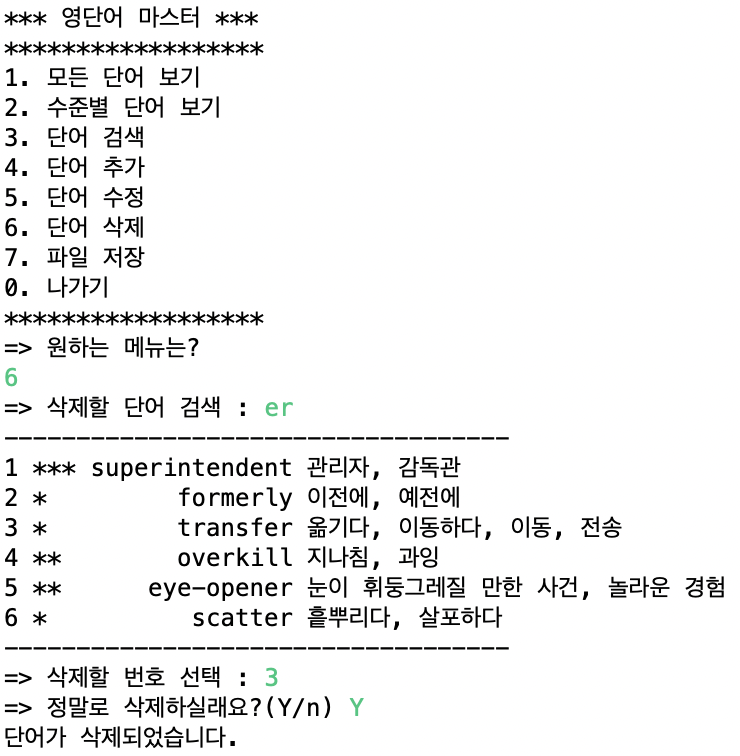 *** 영단어 마스터 ***
******************
1. 모든 단어 보기
2. 수준별 단어 보기
3. 단어 검색
4. 단어 추가
5. 단어 수정
6. 단어 삭제
7. 파일 저장
0. 나가기
******************
=> 원하는 메뉴는?
6
=> 삭제할 단어 검색 : er
-----------------------------------
1 *** superintendent 관리자, 감독관
2 *         formerly 이전에, 예전에
3 *         transfer 옮기다, 이동하다, 이동, 전송
4 **        overkill 지나침, 과잉
5 **      eye-opener 눈이 휘둥그레질 만한 사건, 놀라운 경험
6 *          scatter 흩뿌리다, 살포하다
-----------------------------------
=> 삭제할 번호 선택 : 3
=> 정말로 삭제하실래요?(Y/n) Y
단어가 삭제되었습니다.